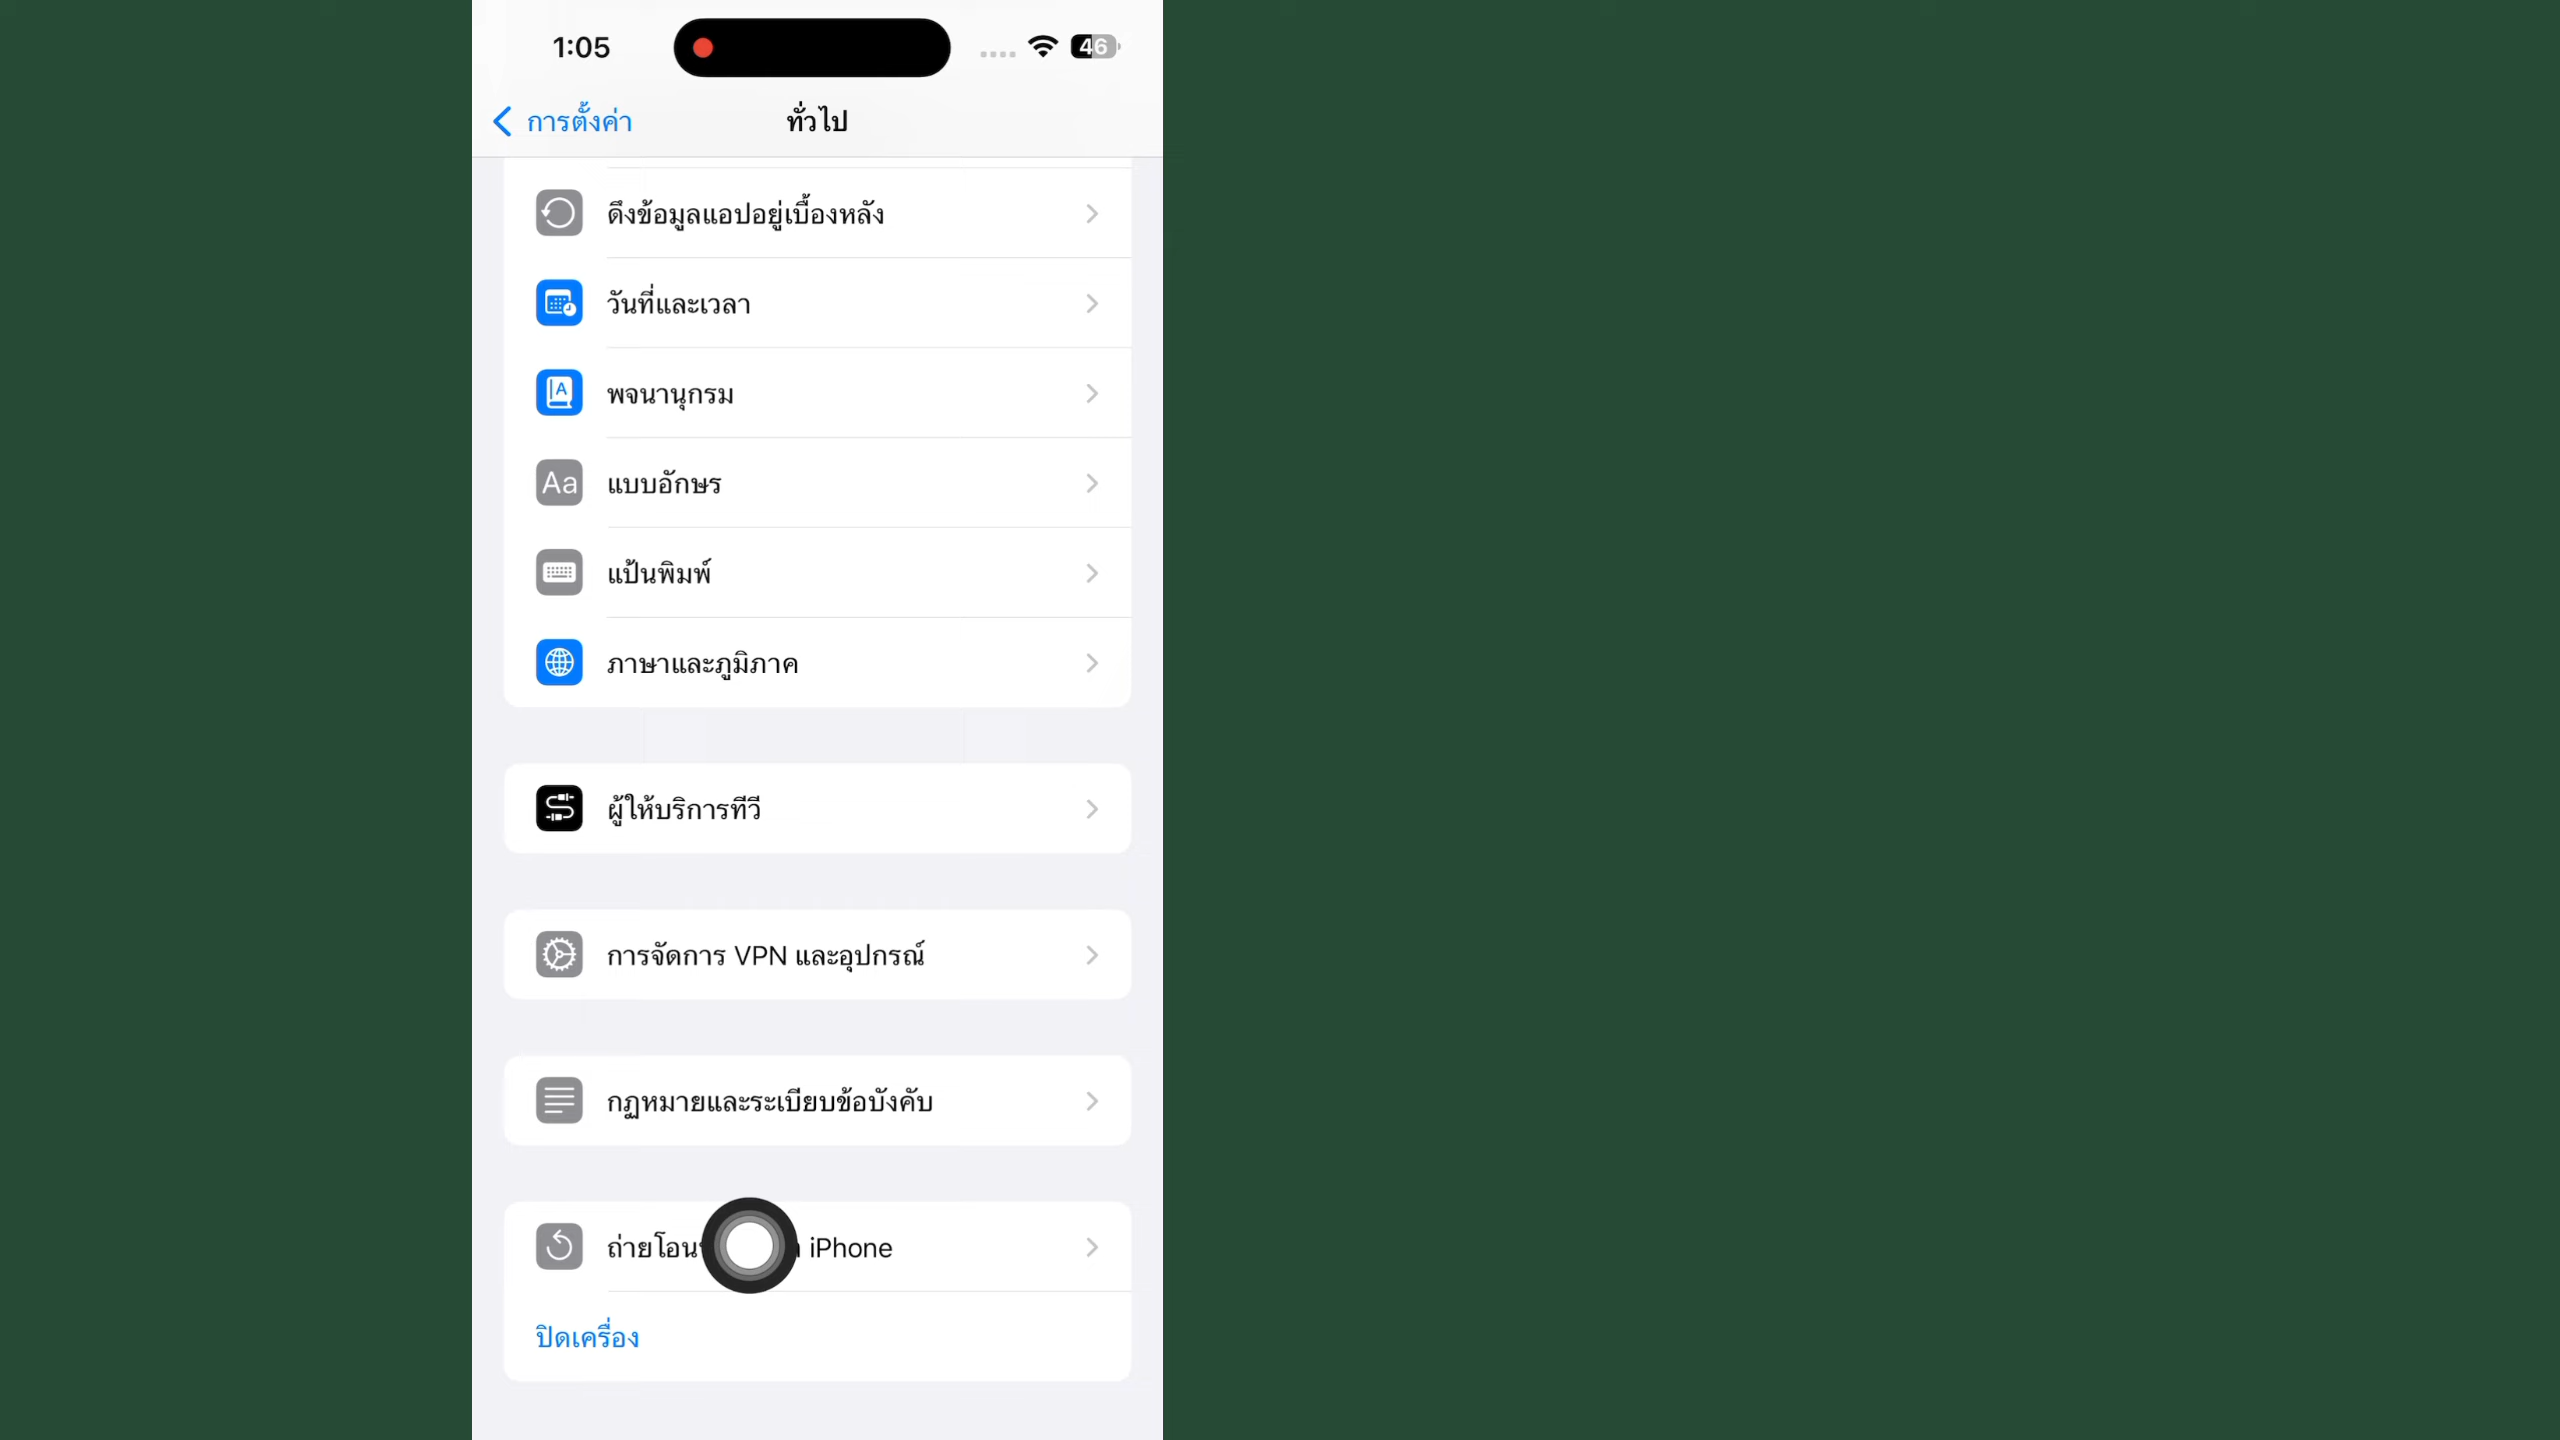 1:05
46
การตั้งค่า
ทั่วไป
ดึงข้อมูลแอปอยู่เบื้องหลัง
วันที่และเวลา
A
พจนานุกรม
Aa
แบบอักษร
แป้นพิมพ์
ภาษาและภูมิภาค
ผู้ให้บริการทีวี
การจัดการ VPN และอุปกรณ์
กฎหมายและระเบียบข้อบังคับ
ถ่ายโอน iPhone
ปิดเครื่อง